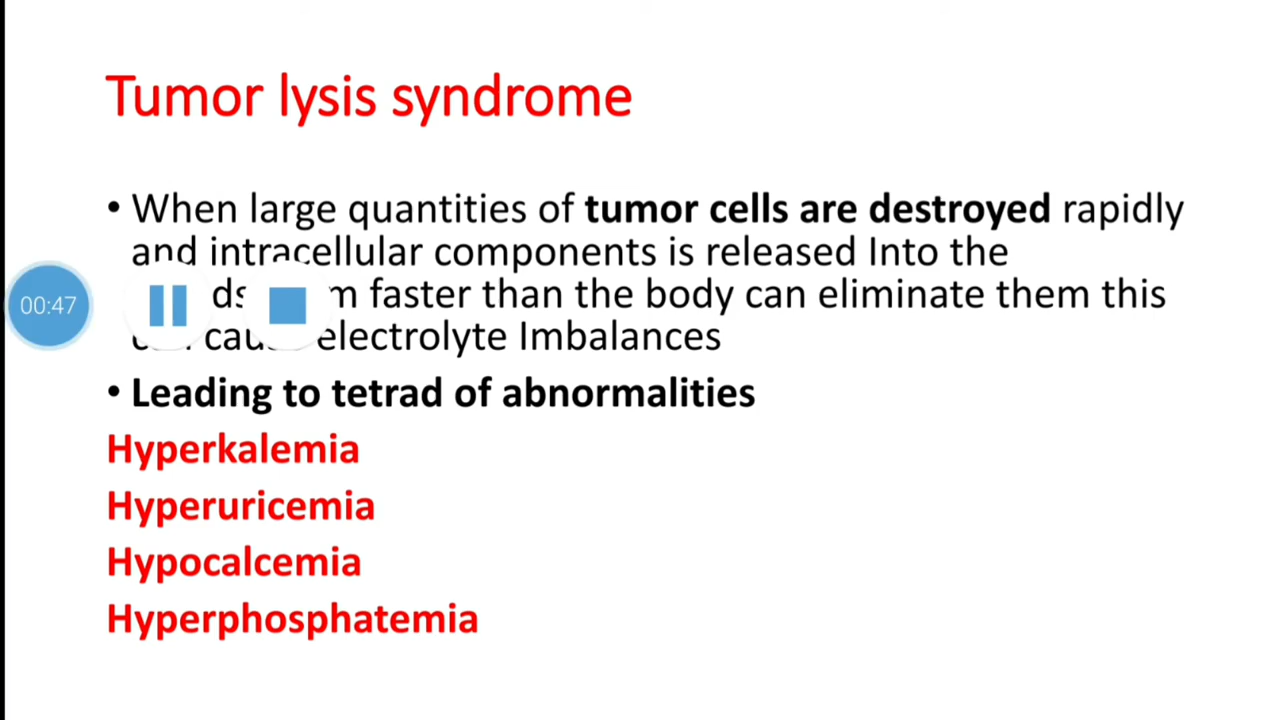 Tumor lysis syndrome
• When large quantities of tumor cells are destroyed rapidly
and intracellular components is released Into the
faster than the body can eliminate them this
electrolyte Imbalances
• Leading to tetrad of abnormalities
Hyperkalemia
Hyperuricemia
Hypocalcemia
Hyperphosphatemia
00:47